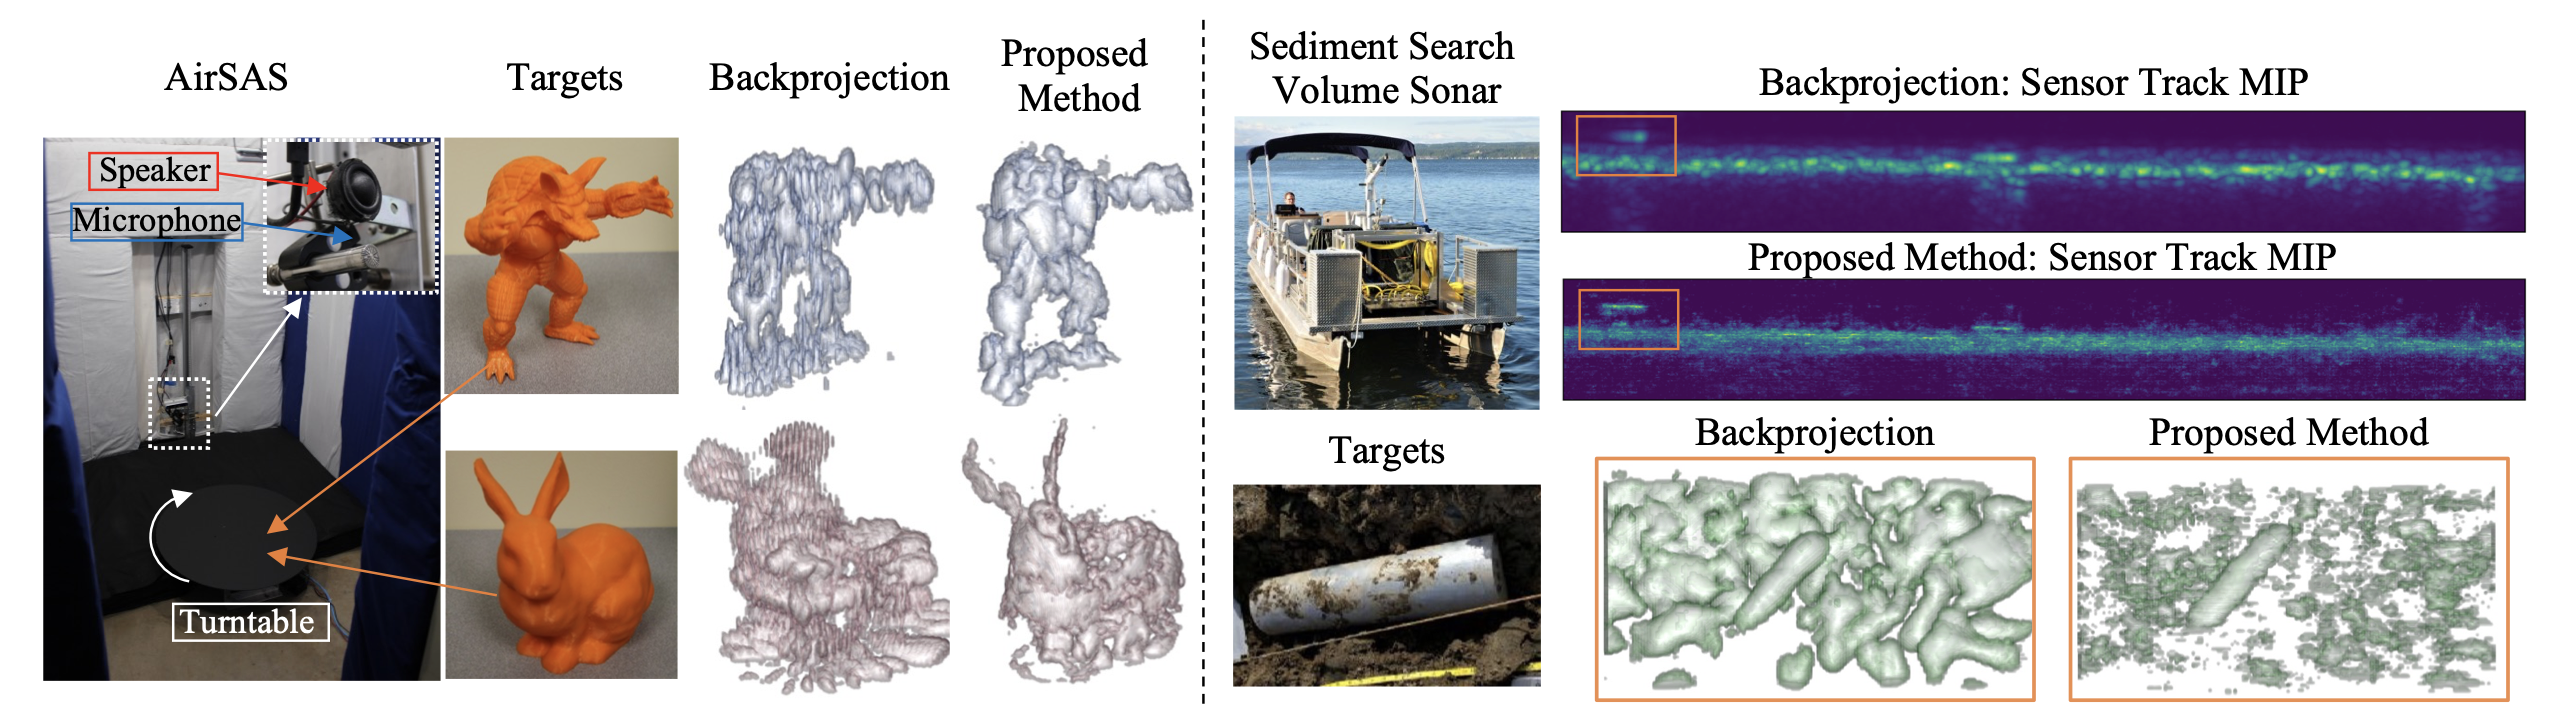 AirSAS
Targets
Backprojection
Proposed
Method
Speaker
Microphone
Turntable
Sediment Search
Volume Sonar
Targets
Backprojection: Sensor Track MIP
Proposed Method: Sensor Track MIP
Backprojection
Proposed Method